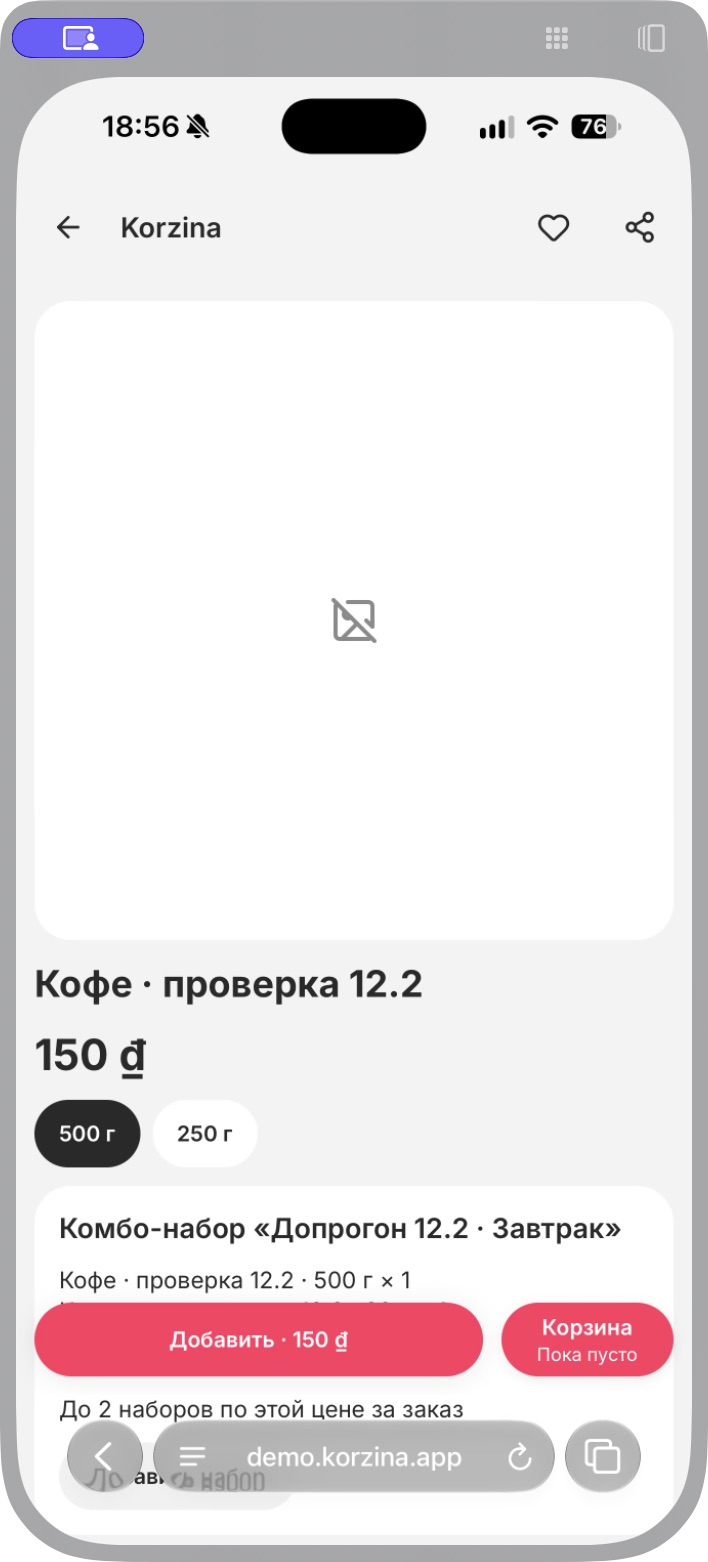 18:56
76
Korzina
Кофе · проверка 12.2
150 ₫
500 г
250 г
Комбо-набор «Допрогон 12.2 · Завтрак»
Кофе · проверка 12.2 · 500 г × 1
Добавить · 150 ₫
Корзина
Пока пусто
До 2 наборов по этой цене за заказ
demo.korzina.app
набор